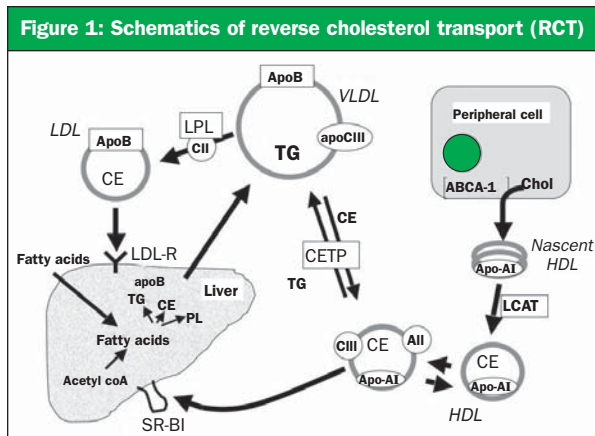 Figure 1: Schematics of reverse cholesterol transport (RCT)
ApoB
VLDL
LDL
ApoB
LPL
CII
TG
apoCIII
CE
Peripheral cell
ABCA-1
Chol
CE
CETP
TG
Nascent
HDL
Apo-AI
LCAT
Fatty acids
LDL-R
apoB
TG
CE
PL
Liver
Fatty acids
Acetyl coA
SR-BI
CIII
CE
AII
Apo-AI
CE
Apo-AI
HDL